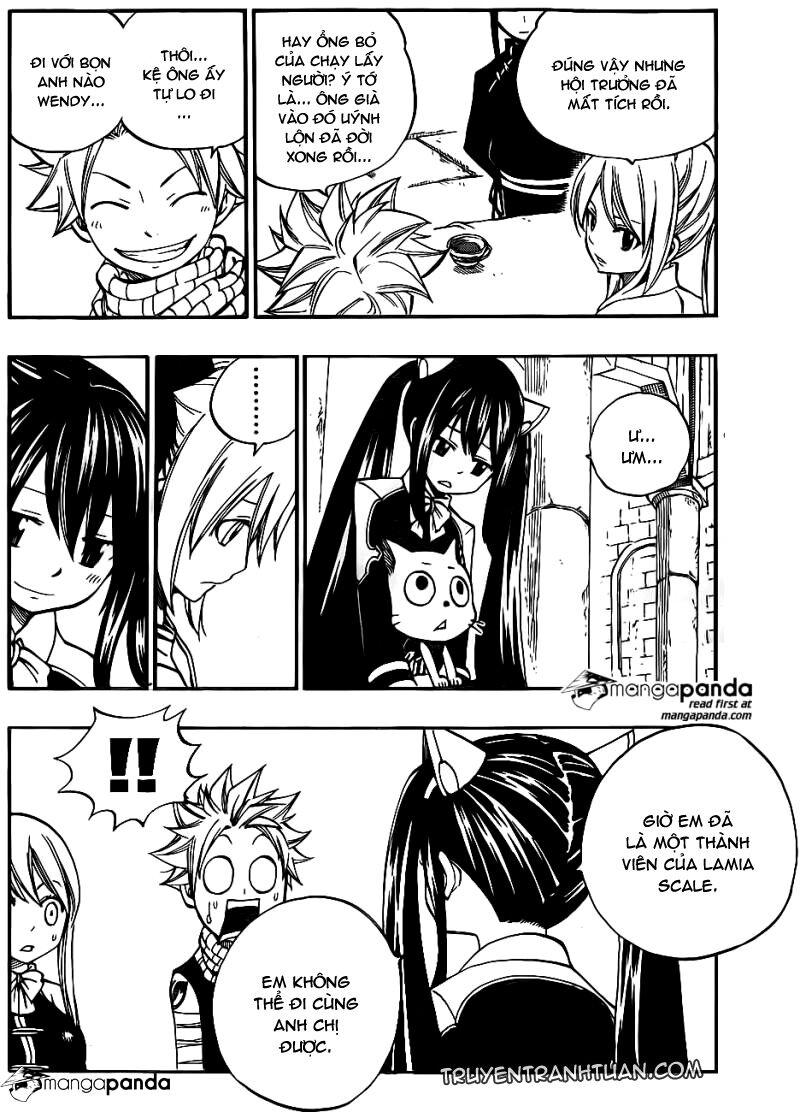 ĐÚNG VẬY NHƯNG
HỘI TRƯỞNG ĐÃ
MẤT TÍCH RỒI.
HAY ỔNG BỎ
CỦA CHẠY LẤY
NGƯỜI? Ý TỚ
LÀ... ÔNG GIÀ
VÀO ĐÓ UÝNH
LỘN ĐÃ ĐỜI
XONG RỒI...
THÔI...
KỆ ÔNG ẤY
TỰ LO ĐI
...
ĐI VỚI BỌN
ANH NÀO
WENDY...
Ư...
ƯM...
........
mangapanda
read first at
mangapanda.com
GIỜ EM ĐÃ
LÀ MỘT THÀNH
VIÊN CỦA LAMIA
SCALE.
!!
EM KHÔNG
THỂ ĐI CÙNG
ANH CHỊ
ĐƯỢC.
mangapanda
TRUYENTRANHTUAN.COM